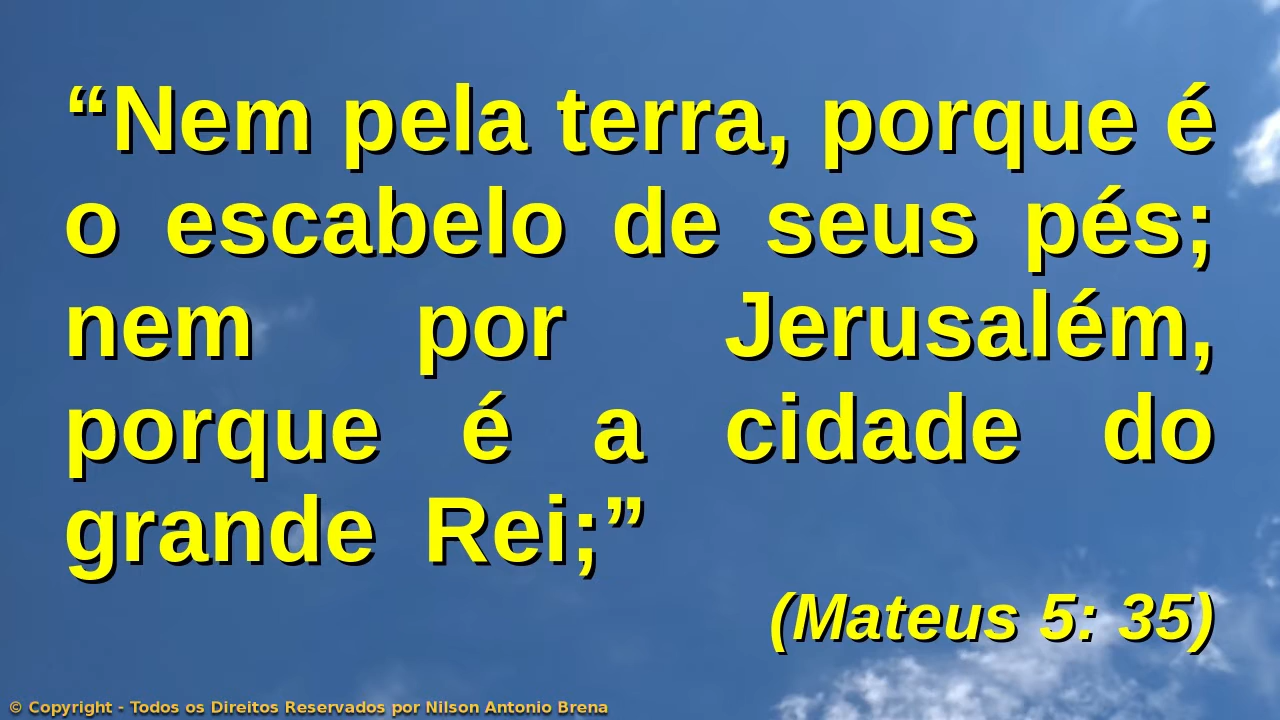 “Nem pela terra, porque é
o escabelo de seus pés;
nem por Jerusalém,
porque é a cidade do
grande Rei;”
(Mateus 5: 35)
© Copyright - Todos os Direitos Reservados por Nilson Antonio Brena